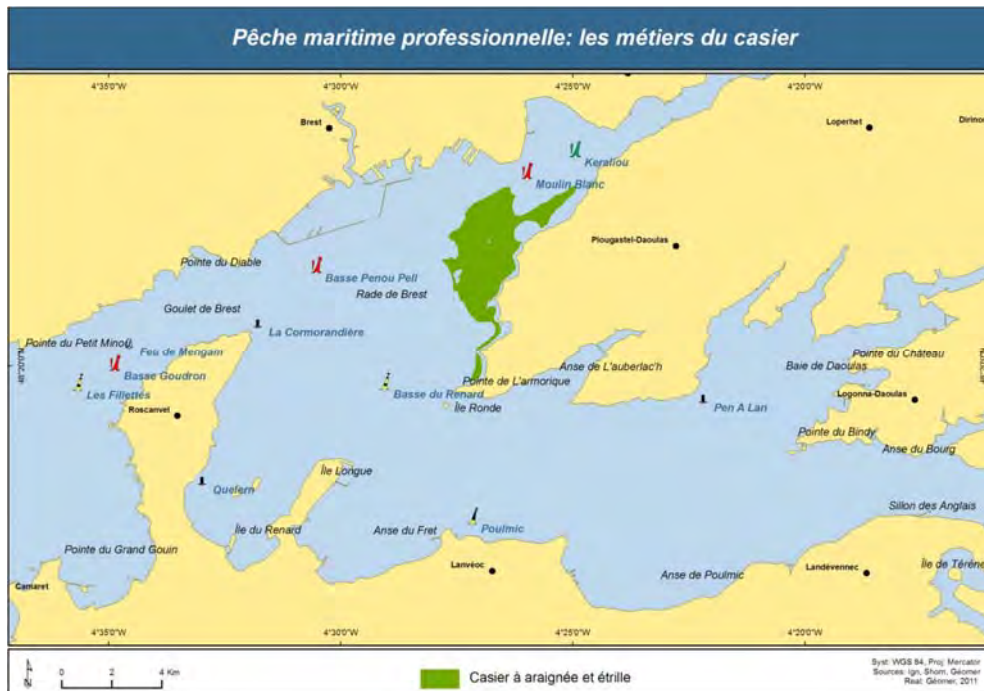 Pêche maritime professionnelle: les métiers du casier
4°35'0"W
4°30'0"W
4°25'0"W
4°20'0"W
Brest
Loperhet
Dirinon
Keraliou
Moulin Blanc
Plougastel-Daoulas
Pointe du Diable
Basse Penou Pell
Rade de Brest
Goulet de Brest
La Cormorandière
Pointe du Petit Minou
Feu de Mengam
Basse Goudron
Les Fillettes
Roscanvel
Basse du Renard
Pointe de L'armorique
Île Ronde
Anse de L'auberlac'h
Baie de Daoulas
Pointe du Château
Logonna-Daoulas
Pen A Lan
Pointe du Bindy
Anse du Bourg
48°20'0"N
Quelern
Île Longue
Île du Renard
Anse du Fret
Poulmic
Sillon des Anglais
Pointe du Grand Gouin
Camaret
Lanvéoc
Anse de Poulmic
Landévennec
Île de Térénez
4°35'0"W
4°30'0"W
4°25'0"W
4°20'0"W
0 2 4 Km
Casier à araignée et étrille
Syst: WGS 84, Proj: Mercator
Sources: Ign, Shom, Géomer
Real: Géomer, 2011